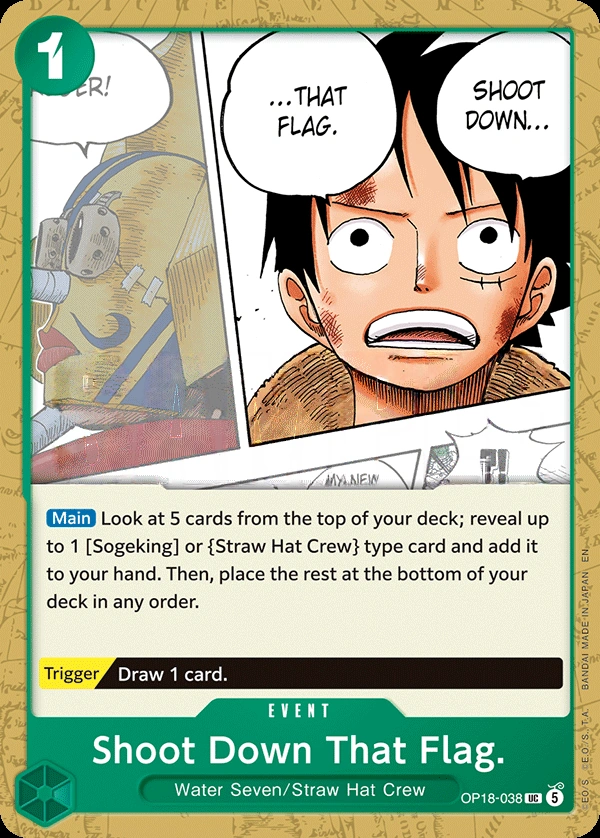 1
...THAT
FLAG.
SHOOT
DOWN...
Main Look at 5 cards from the top of your deck; reveal up
to 1 [Sogeking] or {Straw Hat Crew} type card and add it
to your hand. Then, place the rest at the bottom of your
deck in any order.
Trigger Draw 1 card.
EVENT
Shoot Down That Flag.
Water Seven/Straw Hat Crew
OP18-038 UC 5
©E.O./S. ©E.O./S.,T.A. BANDAI MADE IN JAPAN EN